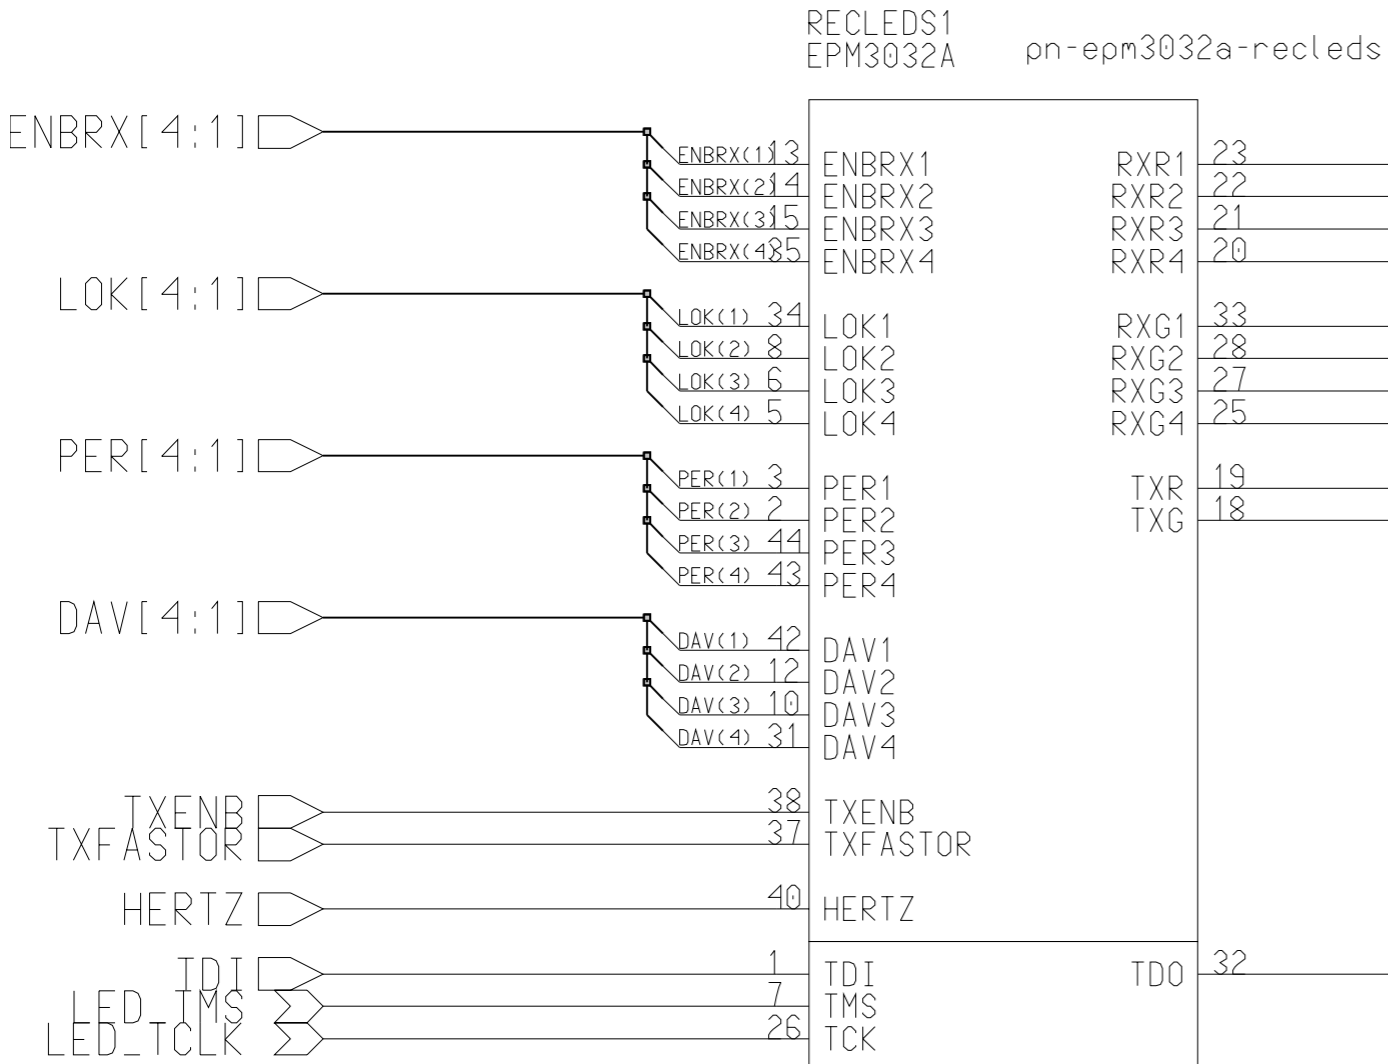 RECLEDS1
EPM3032A pn-epm3032a-recleds
ENBRX[4:1]
ENBRX(1) 13 ENBRX1 RXR1 23
ENBRX(2) 14 ENBRX2 RXR2 22
ENBRX(3) 15 ENBRX3 RXR3 21
ENBRX(4) 35 ENBRX4 RXR4 20
LOK[4:1]
LOK(1) 34 LOK1 RXG1 33
LOK(2) 8 LOK2 RXG2 28
LOK(3) 6 LOK3 RXG3 27
LOK(4) 5 LOK4 RXG4 25
PER[4:1]
PER(1) 3 PER1 TXR 19
PER(2) 2 PER2 TXG 18
PER(3) 44 PER3
PER(4) 43 PER4
DAV[4:1]
DAV(1) 42 DAV1
DAV(2) 12 DAV2
DAV(3) 10 DAV3
DAV(4) 31 DAV4
TXENB 38 TXENB
TXFASTOR 37 TXFASTOR
HERTZ 40 HERTZ
TDI 1 TDI TDO 32
LED_TMS 7 TMS
LED_TCLK 26 TCK